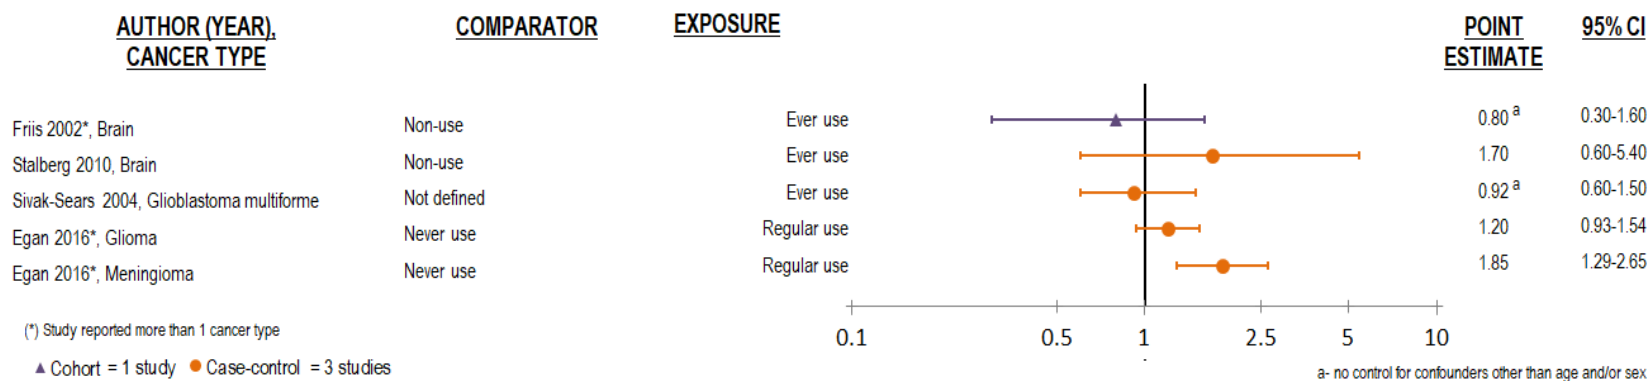 AUTHOR (YEAR), COMPARATOR EXPOSURE POINT 95% CI
CANCER TYPE ESTIMATE
Friis 2002*, Brain Non-use Ever use 0.80 a 0.30-1.60
Stalberg 2010, Brain Non-use Ever use 1.70 0.60-5.40
Sivak-Sears 2004, Glioblastoma multiforme Not defined Ever use 0.92 a 0.60-1.50
Egan 2016*, Glioma Never use Regular use 1.20 0.93-1.54
Egan 2016*, Meningioma Never use Regular use 1.85 1.29-2.65
0.1 0.5 1 2.5 5 10
(*) Study reported more than 1 cancer type
Cohort = 1 study Case-control = 3 studies
a- no control for confounders other than age and/or sex